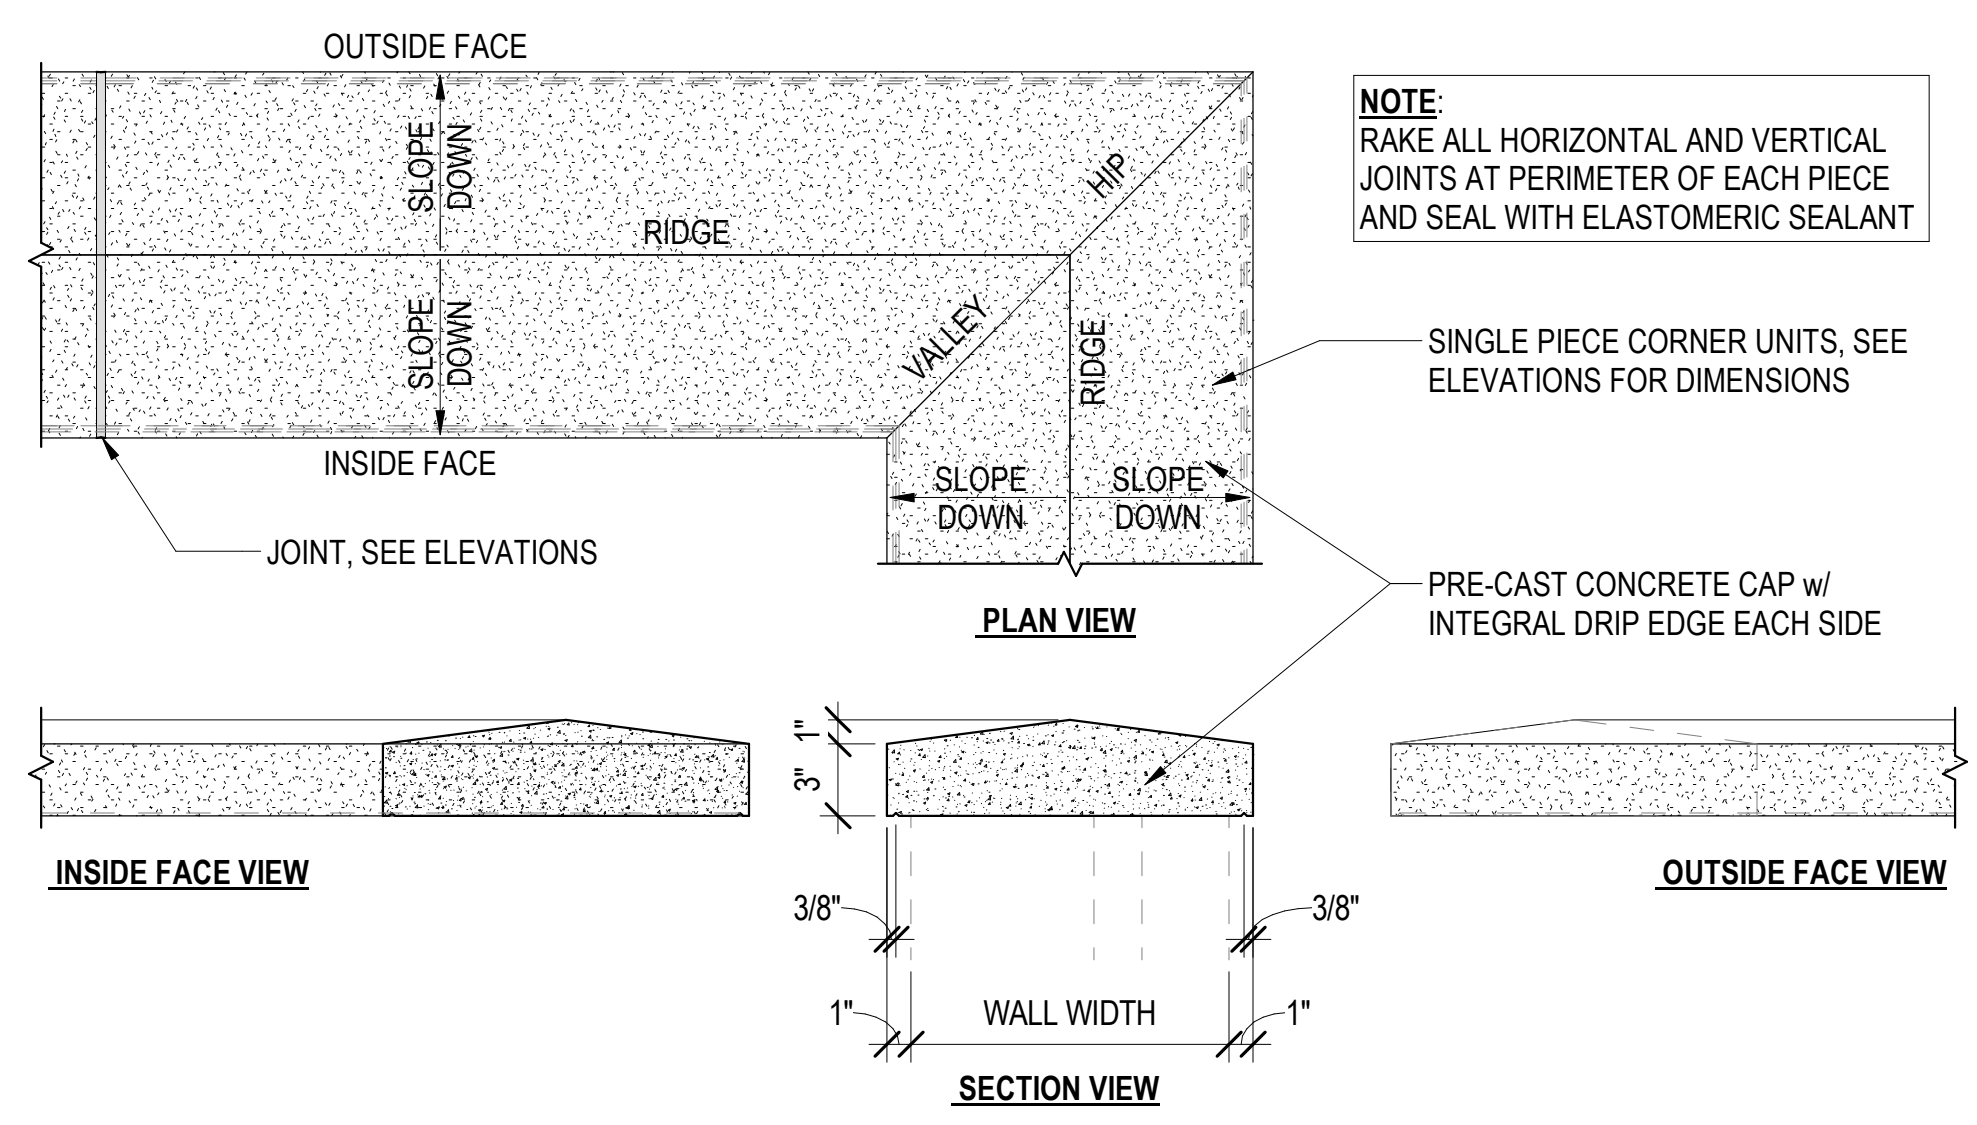 OUTSIDE FACE
SLOPE
DOWN
RIDGE
HIP
SLOPE
DOWN
VALLEY
RIDGE
INSIDE FACE
SLOPE
DOWN
SLOPE
DOWN
JOINT, SEE ELEVATIONS
PLAN VIEW
NOTE:
RAKE ALL HORIZONTAL AND VERTICAL
JOINTS AT PERIMETER OF EACH PIECE
AND SEAL WITH ELASTOMERIC SEALANT
SINGLE PIECE CORNER UNITS, SEE
ELEVATIONS FOR DIMENSIONS
PRE-CAST CONCRETE CAP w/
INTEGRAL DRIP EDGE EACH SIDE
INSIDE FACE VIEW
1"
3"
3/8"
3/8"
1"
WALL WIDTH
1"
SECTION VIEW
OUTSIDE FACE VIEW